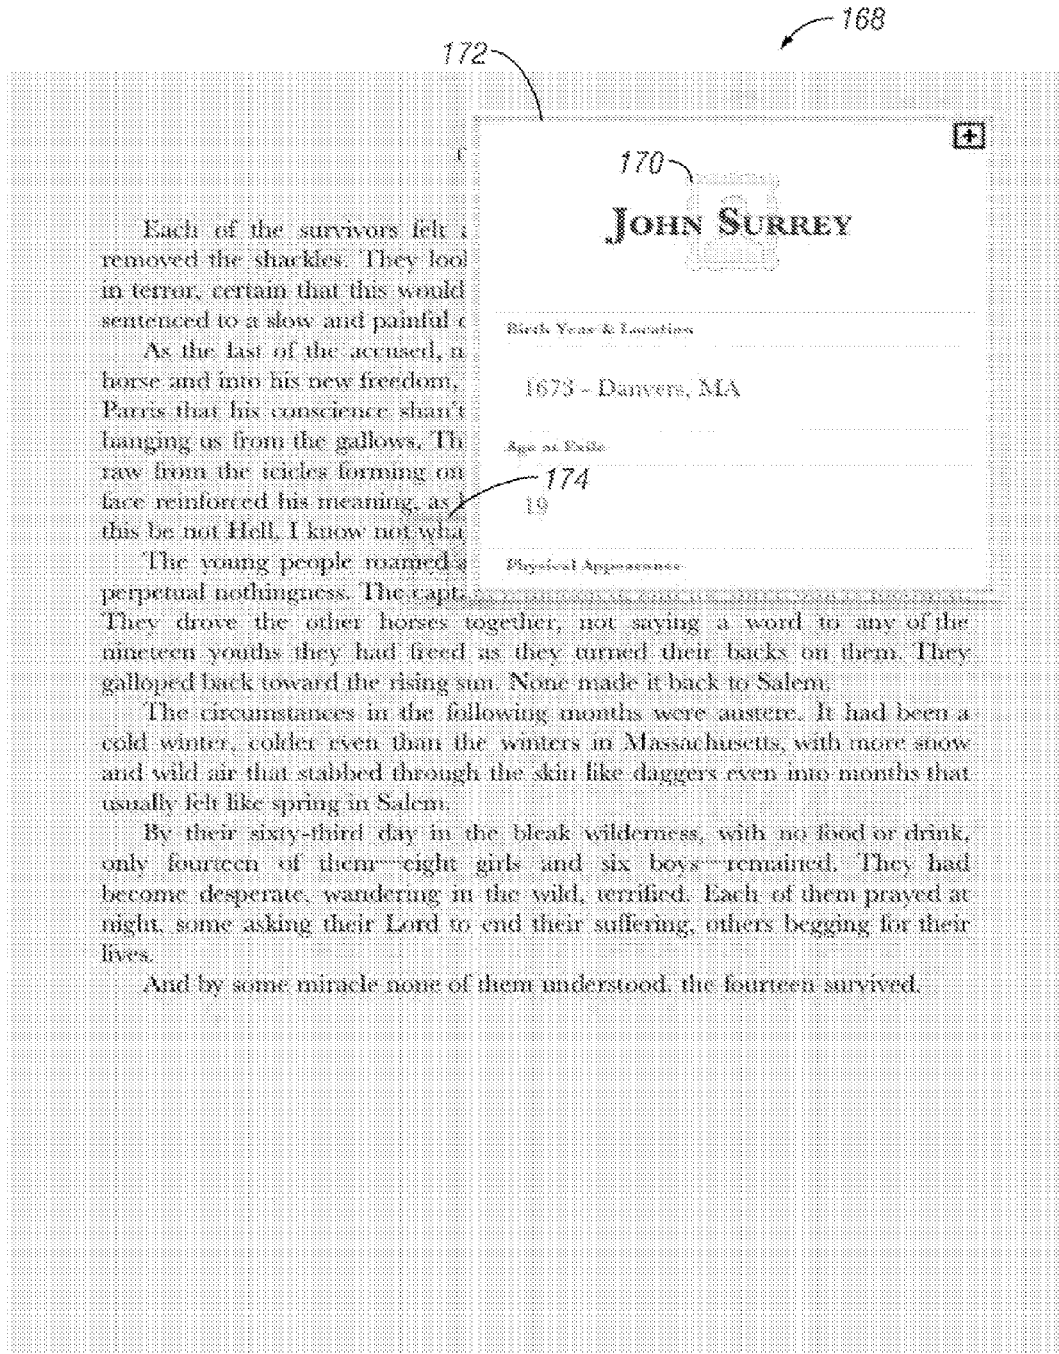 168
172
170
JOHN SURREY
Birth Year & Location
1673 – Danvers, MA
Age at Exile
174
19
Physical Appearance
Each of the survivors felt
removed the shackles. They
in terror, certain that this would
sentenced to a slow and painful
As the last of the accused,
horse and into his new freedom,
Parris that his conscience shan't
hanging us from the gallows.
raw from the icicles forming on
face reinforced his meaning, as
this be not Hell, I know not
The young people roamed
perpetual nothingness. The
They drove the other horses together, not saying a word to any of the
nineteen youths they had freed as they turned their backs on them. They
galloped back toward the rising sun. None made it back to Salem.
The circumstances in the following months were austere. It had been a
cold winter, colder even than the winters in Massachusetts, with more snow
and wild air that stabbed through the skin like daggers even into months that
usually felt like spring in Salem.
By their sixty-third day in the bleak wilderness, with no food or drink,
only fourteen of them—eight girls and six boys—remained. They had
become desperate, wandering in the wild, terrified. Each of them prayed at
night, some asking their Lord to end their suffering, others begging for their
lives.
And by some miracle none of them understood, the fourteen survived.